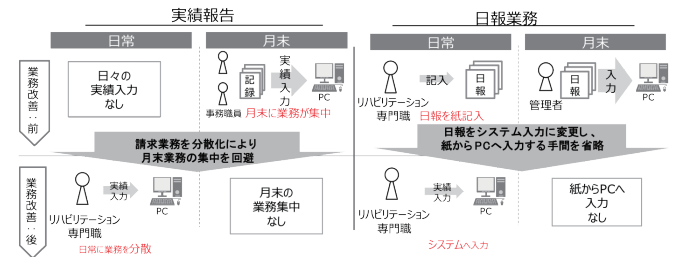 実績報告
日報業務
日常
月末
日常
月末
業務改善：前
日々の
実績入力
なし
記録
実績入力
PC
事務職員
月末に業務が集中
記入
日報
リハビリテーション
専門職
日報を紙記入
日報
入力
管理者
PC
請求業務を分散化により
月末業務の集中を回避
日報をシステム入力に変更し、
紙からPCへ入力する手間を省略
業務改善：後
実績
入力
PC
リハビリテーション
専門職
日常に業務を分散
月末の
業務集中
なし
実績
入力
PC
リハビリテーション
専門職
システムへ入力
紙からPCへ
入力
なし